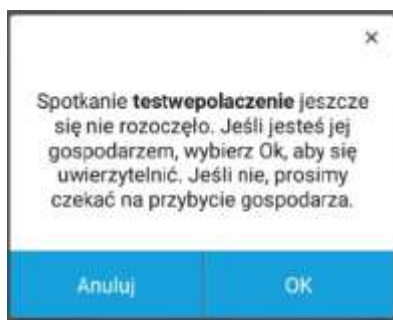 ×
Spotkanie testwepolaczenie jeszcze
się nie rozoczęło. Jeśli jesteś jej
gospodarzem, wybierz Ok, aby się
uwierzytelnić. Jeśli nie, prosimy
czekać na przybycie gospodarza.
Anuluj OK